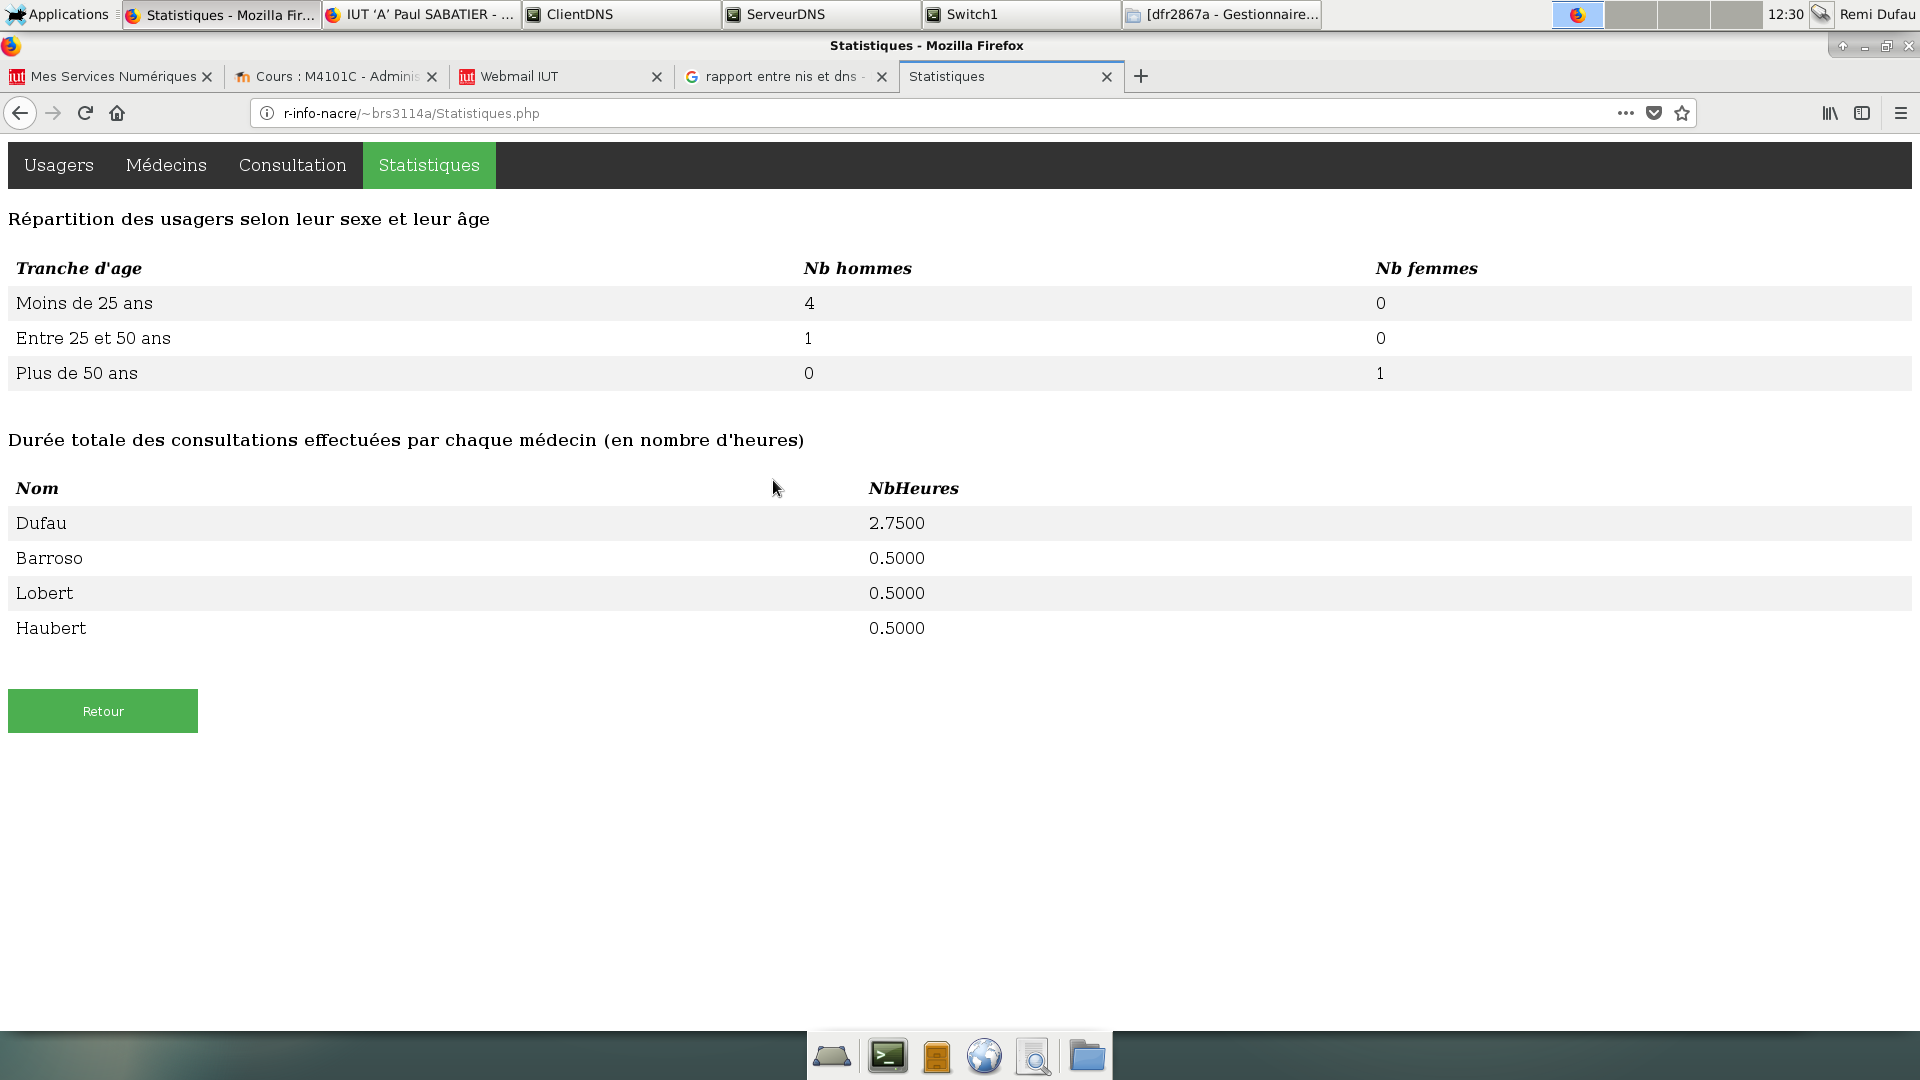 Applications
Statistiques - Mozilla Fir...
IUT ‘A’ Paul SABATIER - ...
ClientDNS
ServeurDNS
Switch1
[dfr2867a - Gestionnaire...
12:30
Remi Dufau
Statistiques - Mozilla Firefox
iut Mes Services Numériques
Cours : M4101C - Adminis
iut Webmail IUT
G rapport entre nis et dns -
Statistiques
r-info-nacre/~brs3114a/Statistiques.php
Usagers Médecins Consultation Statistiques
Répartition des usagers selon leur sexe et leur âge
Tranche d'age Nb hommes Nb femmes
Moins de 25 ans 4 0
Entre 25 et 50 ans 1 0
Plus de 50 ans 0 1
Durée totale des consultations effectuées par chaque médecin (en nombre d'heures)
Nom NbHeures
Dufau 2.7500
Barroso 0.5000
Lobert 0.5000
Haubert 0.5000
Retour